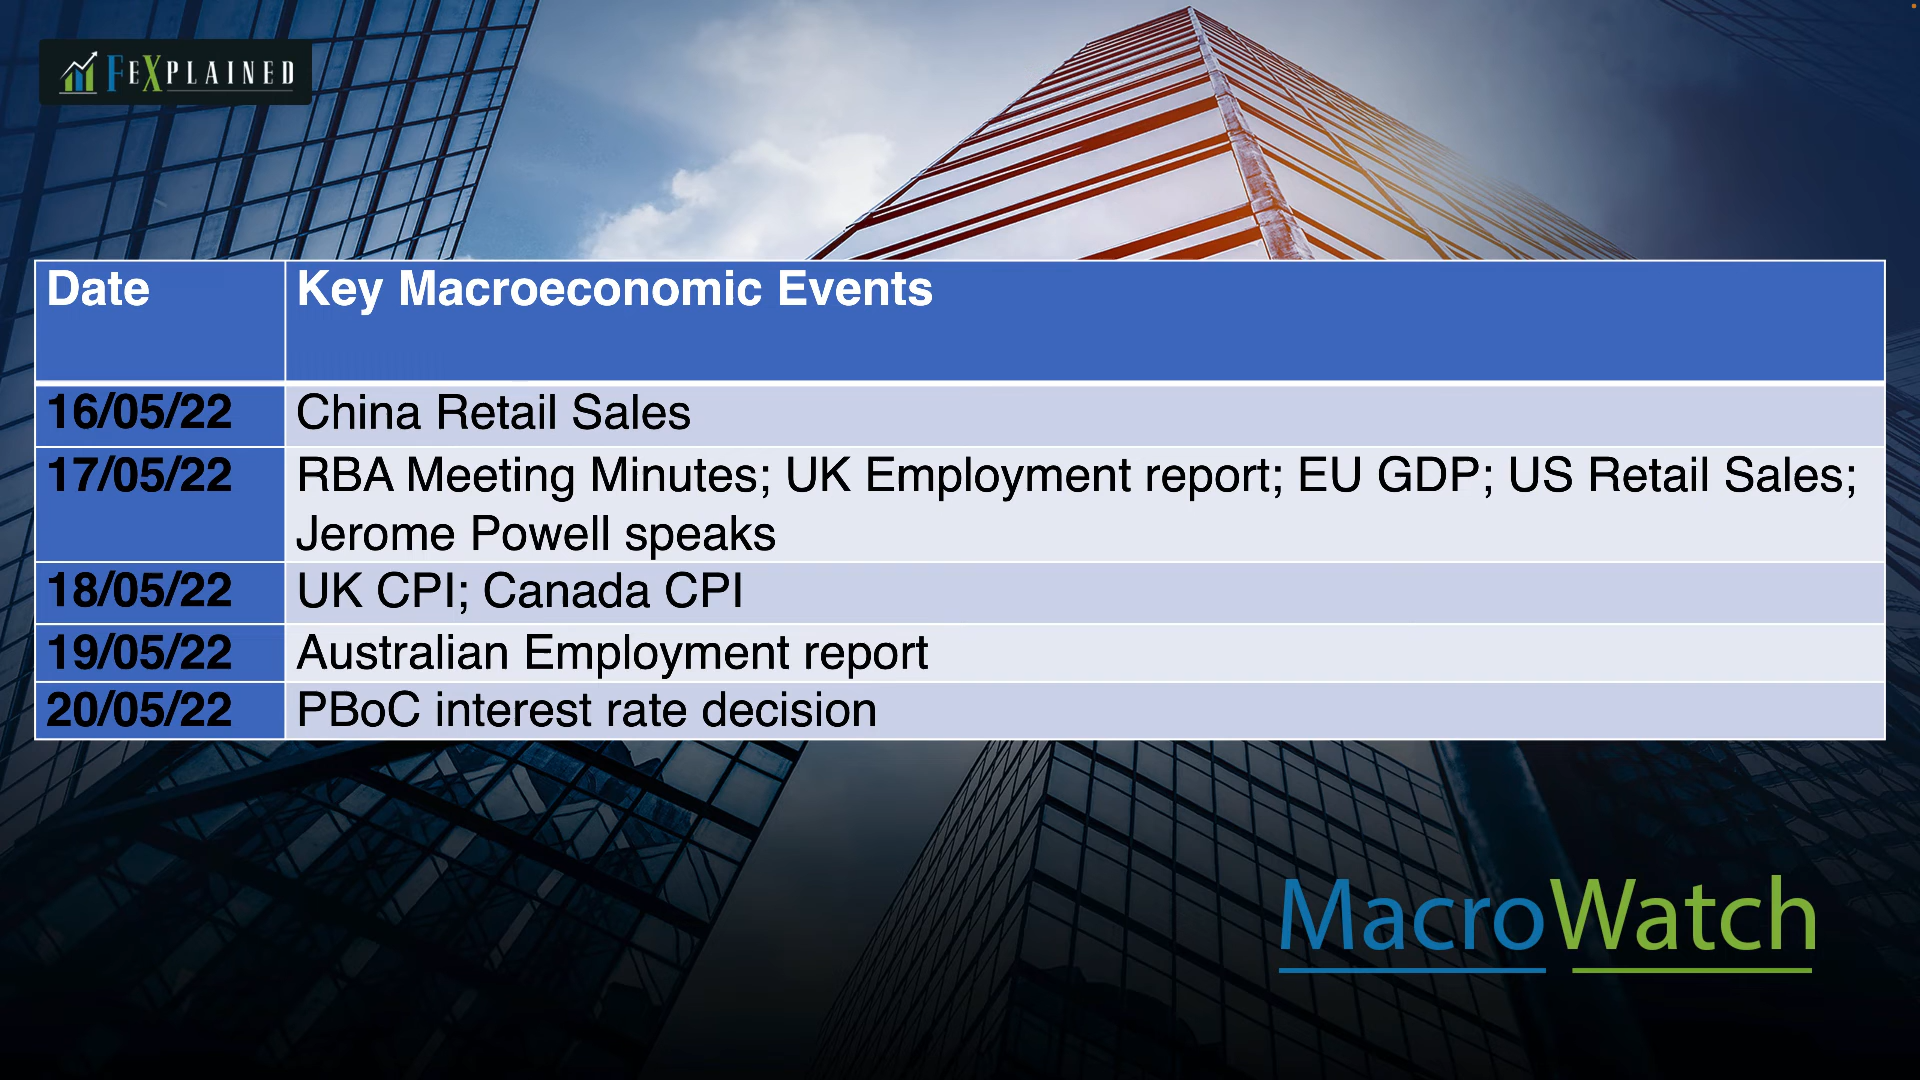 FEXPLAINED
Date
Key Macroeconomic Events
16/05/22
China Retail Sales
17/05/22
RBA Meeting Minutes; UK Employment report; EU GDP; US Retail Sales;
Jerome Powell speaks
18/05/22
UK CPI; Canada CPI
19/05/22
Australian Employment report
20/05/22
PBoC interest rate decision
MacroWatch